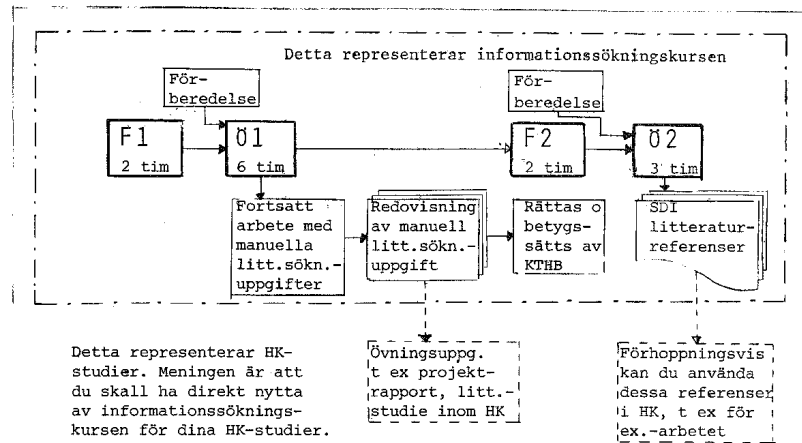 Detta representerar informationssökningskursen
För-
beredelse
För-
beredelse
F1
2 tim
Ö1
6 tim
F2
2 tim
Ö2
3 tim
Fortsatt
arbete med
manuella
litt.sökn.-
uppgifter
Redovisning
av manuell
litt.sökn.-
uppgift
Rättas o
betygs-
sätts av
KTHB
SDI
litteratur-
referenser
Detta representerar HK-
studier. Meningen är att
du skall ha direkt nytta
av informationssöknings-
kursen för dina HK-studier.
Övningsuppg.
t ex projekt-
rapport, litt.-
studie inom HK
Förhoppningsvis
kan du använda
dessa referenser
i HK, t ex för
ex.-arbetet